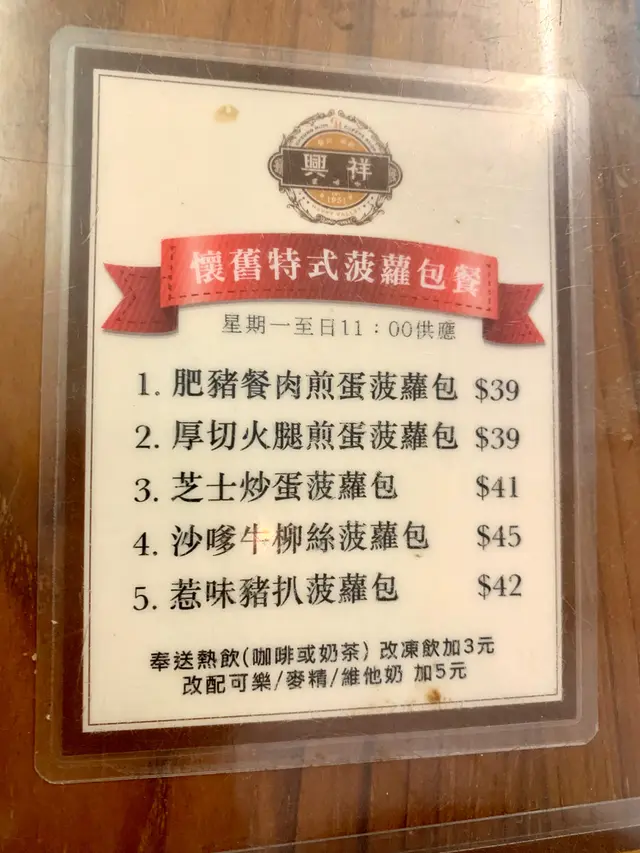 興祥
1951
懷舊特式菠蘿包餐
星期一至日11：00供應
1. 肥豬餐肉煎蛋菠蘿包 $39
2. 厚切火腿煎蛋菠蘿包 $39
3. 芝士炒蛋菠蘿包 $41
4. 沙嗲牛柳絲菠蘿包 $45
5. 惹味豬扒菠蘿包 $42
奉送熱飲(咖啡或奶茶) 改凍飲加3元
改配可樂/麥精/維他奶 加5元